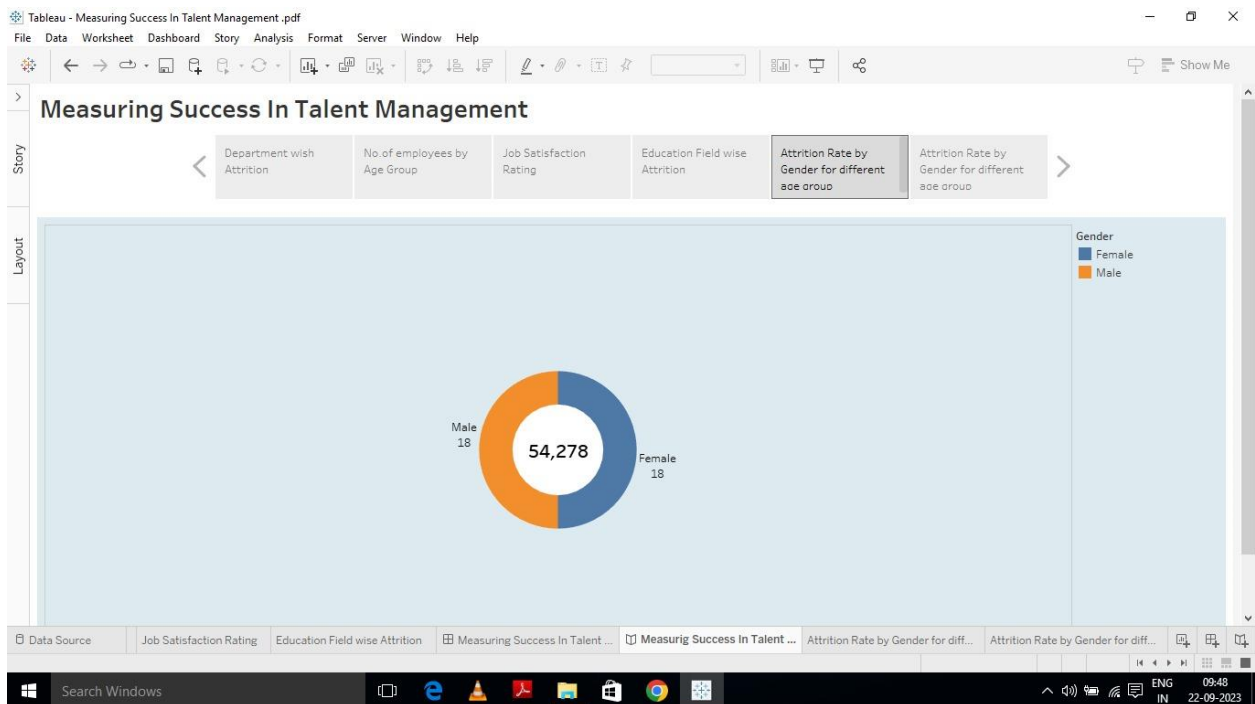 Tableau - Measuring Success In Talent Management .pdf
File Data Worksheet Dashboard Story Analysis Format Server Window Help
Show Me
Measuring Success In Talent Management
Story
Layout
Department wish
Attrition
No.of employees by
Age Group
Job Satisfaction
Rating
Education Field wise
Attrition
Attrition Rate by
Gender for different
age group
Attrition Rate by
Gender for different
age group
Gender
Female
Male
Male
18
54,278
Female
18
Data Source Job Satisfaction Rating Education Field wise Attrition Measuring Success In Talent ... Measurig Success In Talent ... Attrition Rate by Gender for diff... Attrition Rate by Gender for diff...
Search Windows
ENG
IN
09:48
22-09-2023